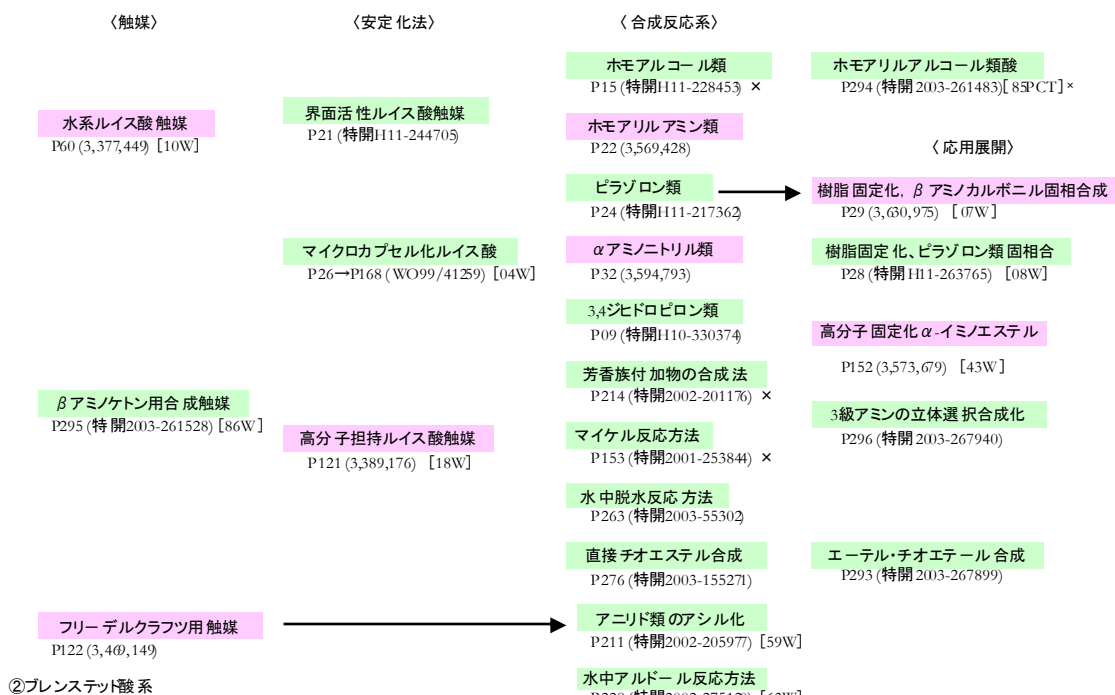 〈触媒〉
〈安定化法〉
〈合成反応系〉
ホモアルコール類
P15 (特開H11-228453) ×
ホモアリルアルコール類酸
P294 (特開2003-261483)[85PCT]×
水系ルイス酸触媒
P60 (3,377,449) [10W]
界面活性ルイス酸触媒
P21 (特開H11-244705)
ホモアリルアミン類
P22 (3,569,428)
〈応用展開〉
ピラゾロン類
P24 (特開H11-217362)
樹脂固定化, βアミノカルボニル固相合成
P29 (3,630,975) [07W]
マイクロカプセル化ルイス酸
P26→P168 (WO99/41259) [04W]
αアミノニトリル類
P32 (3,594,793)
樹脂固定化、ピラゾロン類固相合
P28 (特開H11-263765) [08W]
3,4ジヒドロピロン類
P09 (特開H10-330374)
高分子固定化α-イミノエステル
P152 (3,573,679) [43W]
芳香族付加物の合成法
P214 (特開2002-201176) ×
βアミノケトン用合成触媒
P295 (特開2003-261528) [86W]
高分子担持ルイス酸触媒
P121 (3,389,176) [18W]
マイケル反応方法
P153 (特開2001-253844) ×
3級アミンの立体選択合成化
P296 (特開2003-267940)
水中脱水反応方法
P263 (特開2003-55302)
直接チオエステル合成
P276 (特開2003-155271)
エーテル・チオエテール合成
P293 (特開2003-267899)
フリーデルクラフツ用触媒
P122 (3,469,149)
アニリド類のアシル化
P211 (特開2002-205977) [59W]
②ブレンステッド酸系
水中アルドール反応方法